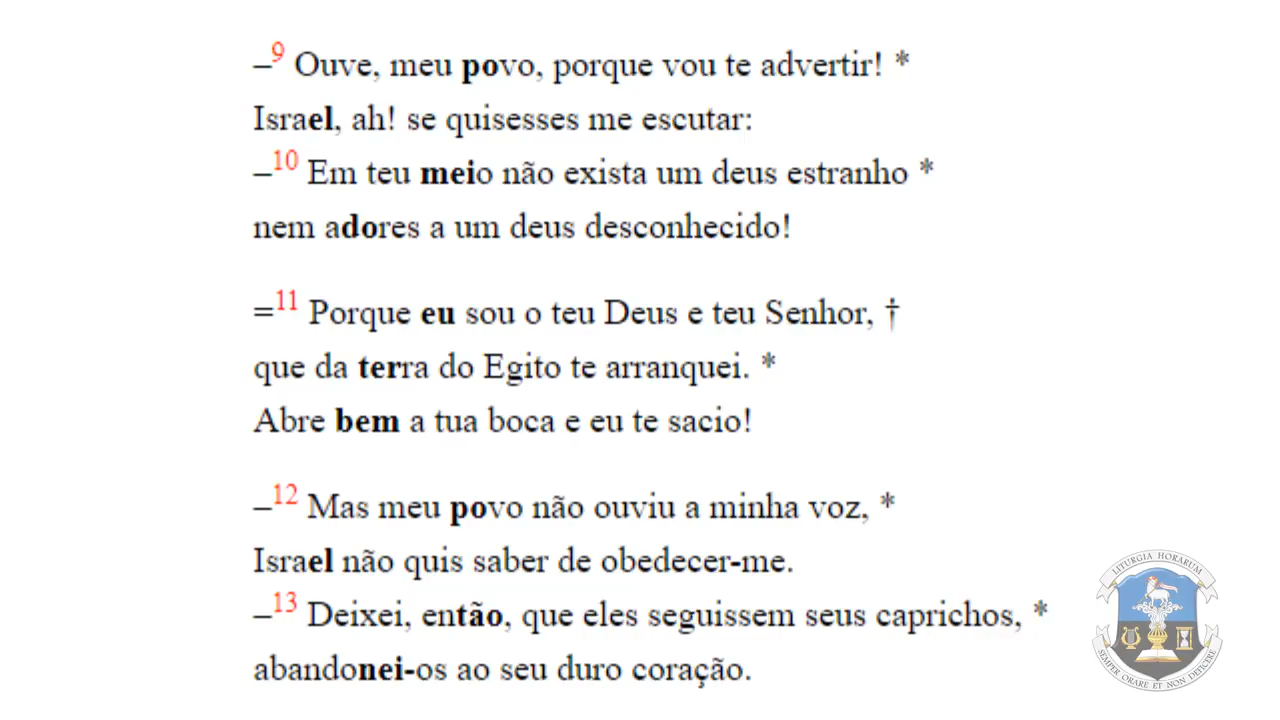 –9 Ouve, meu povo, porque vou te advertir! *
Israel, ah! se quisesses me escutar:
–10 Em teu meio não exista um deus estranho *
nem adores a um deus desconhecido!
=11 Porque eu sou o teu Deus e teu Senhor, †
que da terra do Egito te arranquei. *
Abre bem a tua boca e eu te sacio!
–12 Mas meu povo não ouviu a minha voz, *
Israel não quis saber de obedecer-me.
–13 Deixei, então, que eles seguissem seus caprichos, *
abandonei-os ao seu duro coração.
LITURGIA HORARUM
SEMPER ORARE ET NON DEFICERE